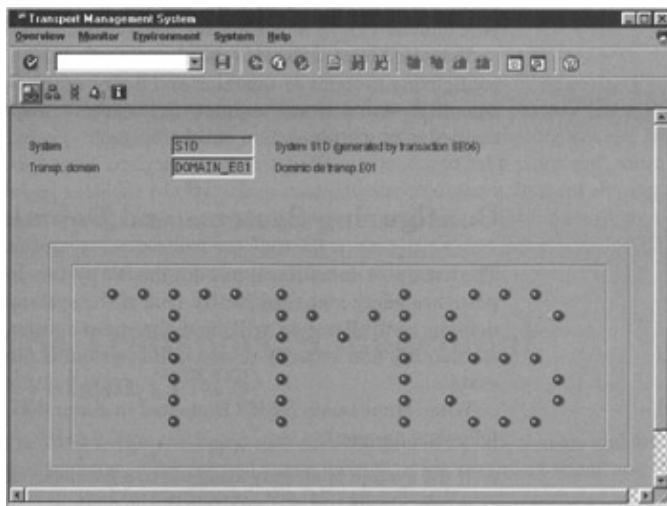 Transport Management System
Overview Monitor Environment System Help
System S1D System S1D (generated by transaction SE06)
Transp. domain DOMAIN_E01 Dominio de transp. E01
TMS